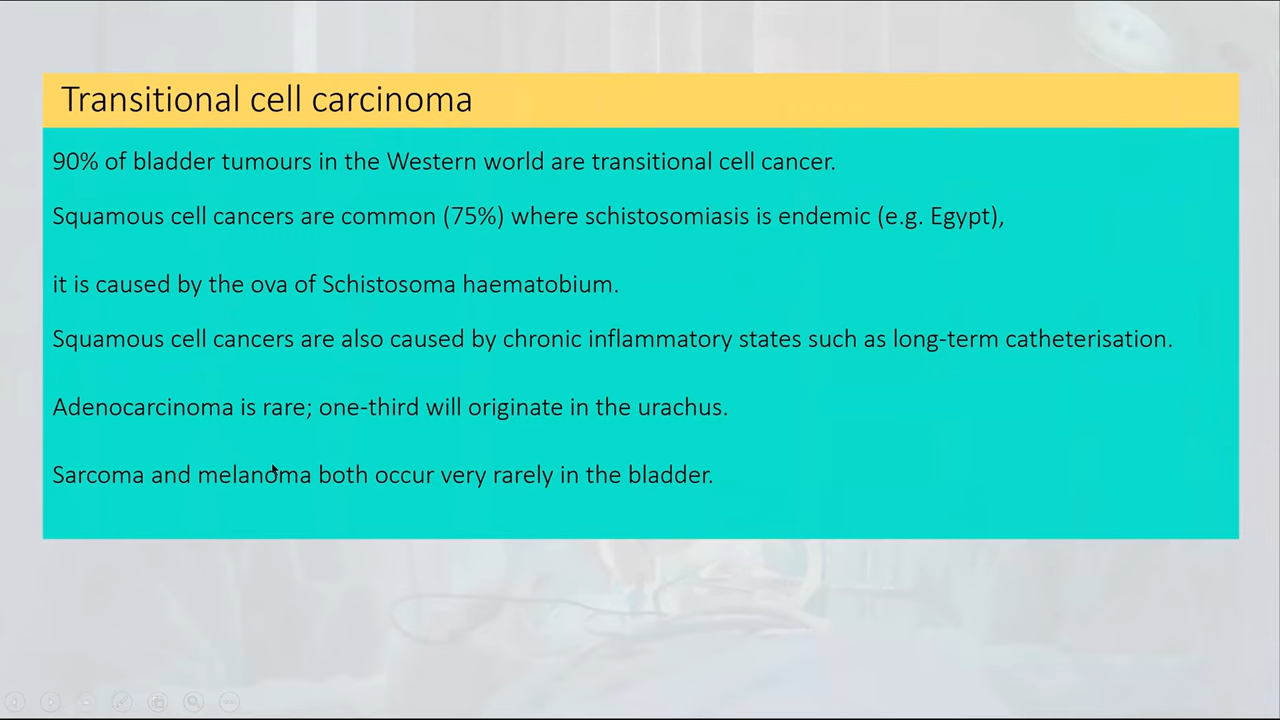 Transitional cell carcinoma
90% of bladder tumours in the Western world are transitional cell cancer.
Squamous cell cancers are common (75%) where schistosomiasis is endemic (e.g. Egypt),
it is caused by the ova of Schistosoma haematobium.
Squamous cell cancers are also caused by chronic inflammatory states such as long-term catheterisation.
Adenocarcinoma is rare; one-third will originate in the urachus.
Sarcoma and melanoma both occur very rarely in the bladder.